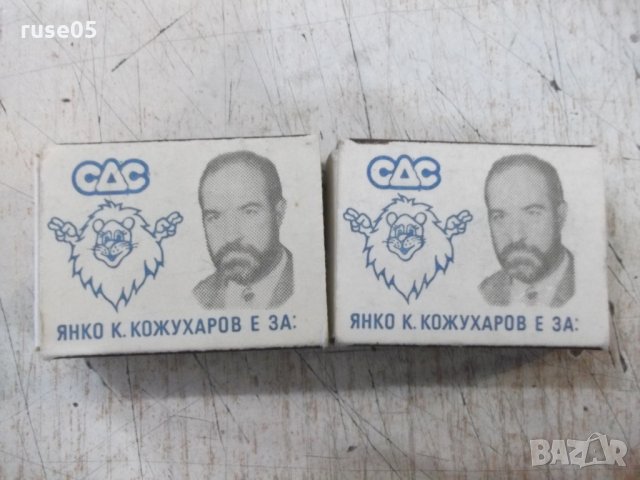 ruse05
СДС
ЯНКО К. КОЖУХАРОВ Е ЗА:
СДС
ЯНКО К. КОЖУХАРОВ Е ЗА:
BAZAR